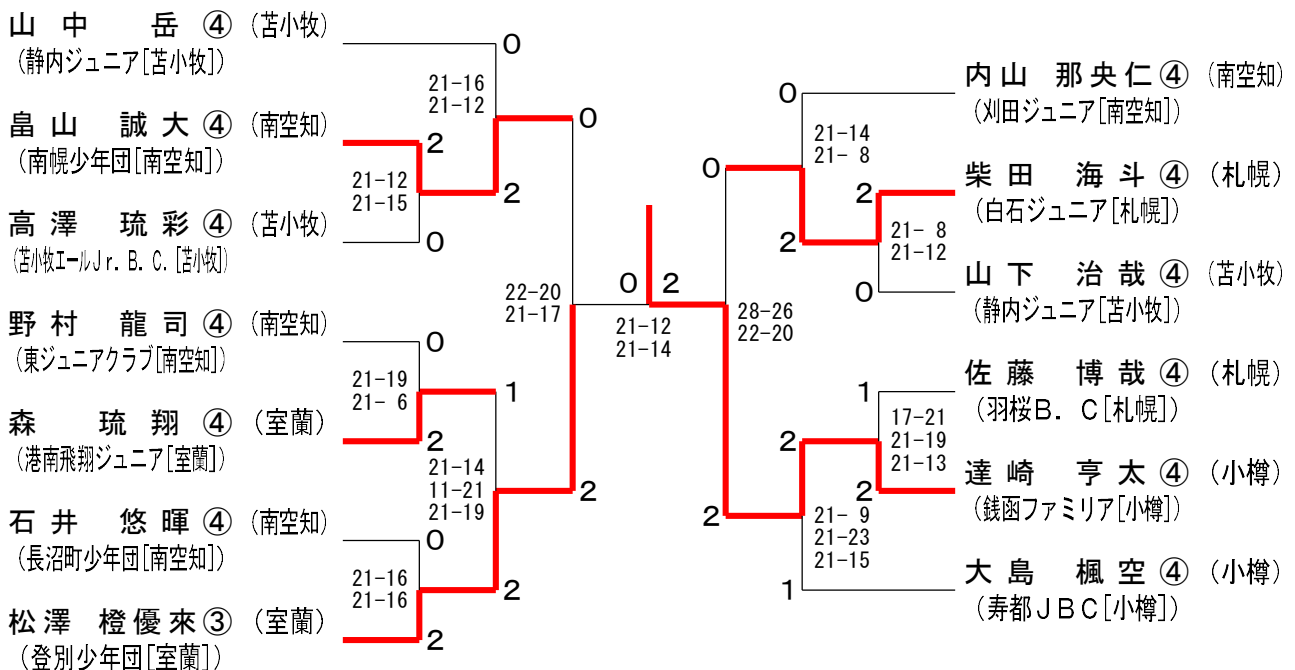 山中 岳④ (苫小牧)
(静内ジュニア[苫小牧])
畠山 誠大④ (南空知)
(南幌少年団[南空知])
高澤 琉彩④ (苫小牧)
(苫小牧エールJr.B.C.[苫小牧])
野村 龍司④ (南空知)
(東ジュニアクラブ[南空知])
森 琉翔④ (室蘭)
(港南飛翔ジュニア[室蘭])
石井 悠暉④ (南空知)
(長沼町少年団[南空知])
松澤 橙優來③ (室蘭)
(登別少年団[室蘭])
0
21-16
21-12
2
21-12
21-15
2
0
0
0
21-19
21-6
1
2
21-14
11-21
21-19
0
21-16
21-16
2
2
22-20
21-17
2
0 2
21-12
21-14
0
28-26
22-20
2
0
21-14
21-8
2
2
21-8
21-12
0
1
17-21
21-19
21-13
2
2
21-9
21-23
21-15
1
内山 那央仁④ (南空知)
(刈田ジュニア[南空知])
柴田 海斗④ (札幌)
(白石ジュニア[札幌])
山下 治哉④ (苫小牧)
(静内ジュニア[苫小牧])
佐藤 博哉④ (札幌)
(羽桜B.C[札幌])
達崎 亨太④ (小樽)
(銭函ファミリア[小樽])
大島 楓空④ (小樽)
(寿都JBC[小樽])